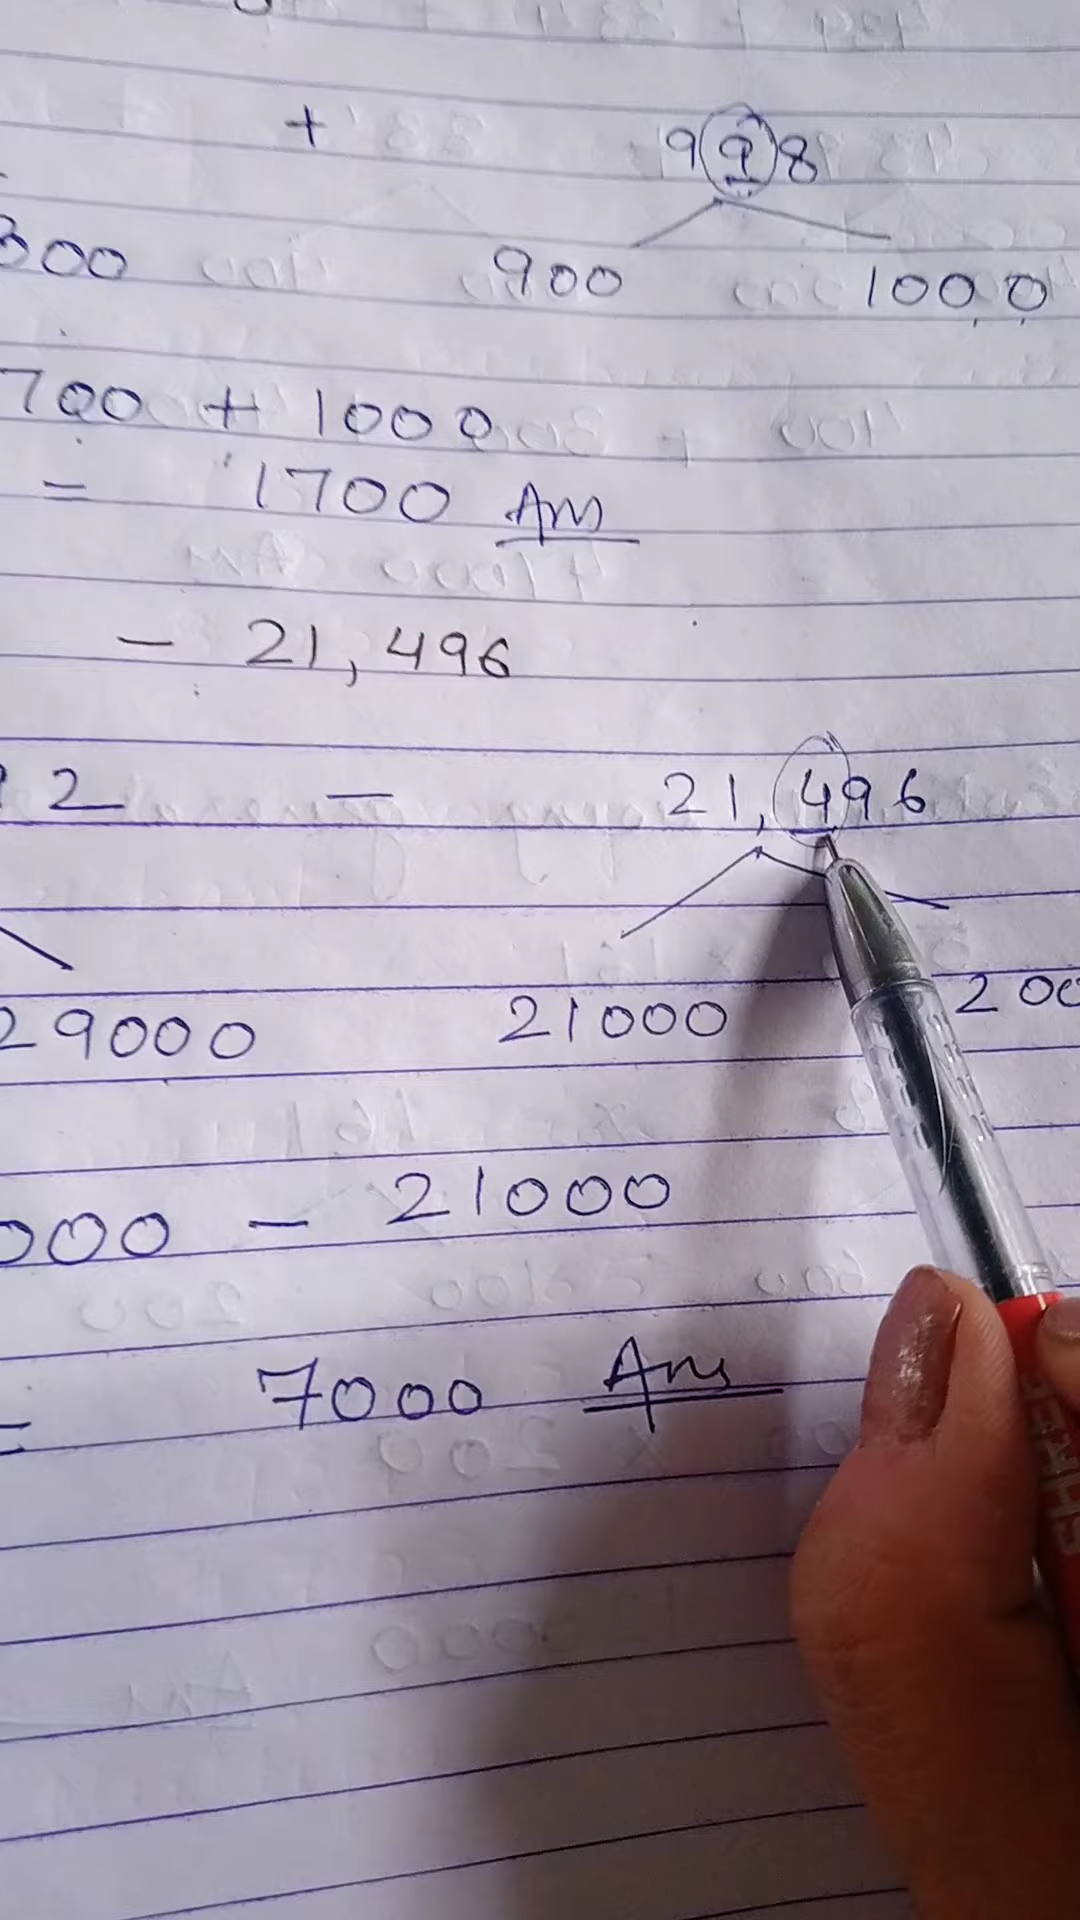 + 998
300 900 1000
700 + 1000
= 1700 Ans
- 21,496
2 - 21,496
29000 21000 200
000 - 21000
= 7000 Ans